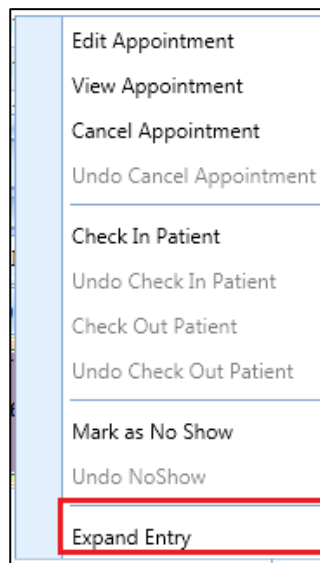 Edit Appointment
View Appointment
Cancel Appointment
Undo Cancel Appointment
Check In Patient
Undo Check In Patient
Check Out Patient
Undo Check Out Patient
Mark as No Show
Undo NoShow
Expand Entry